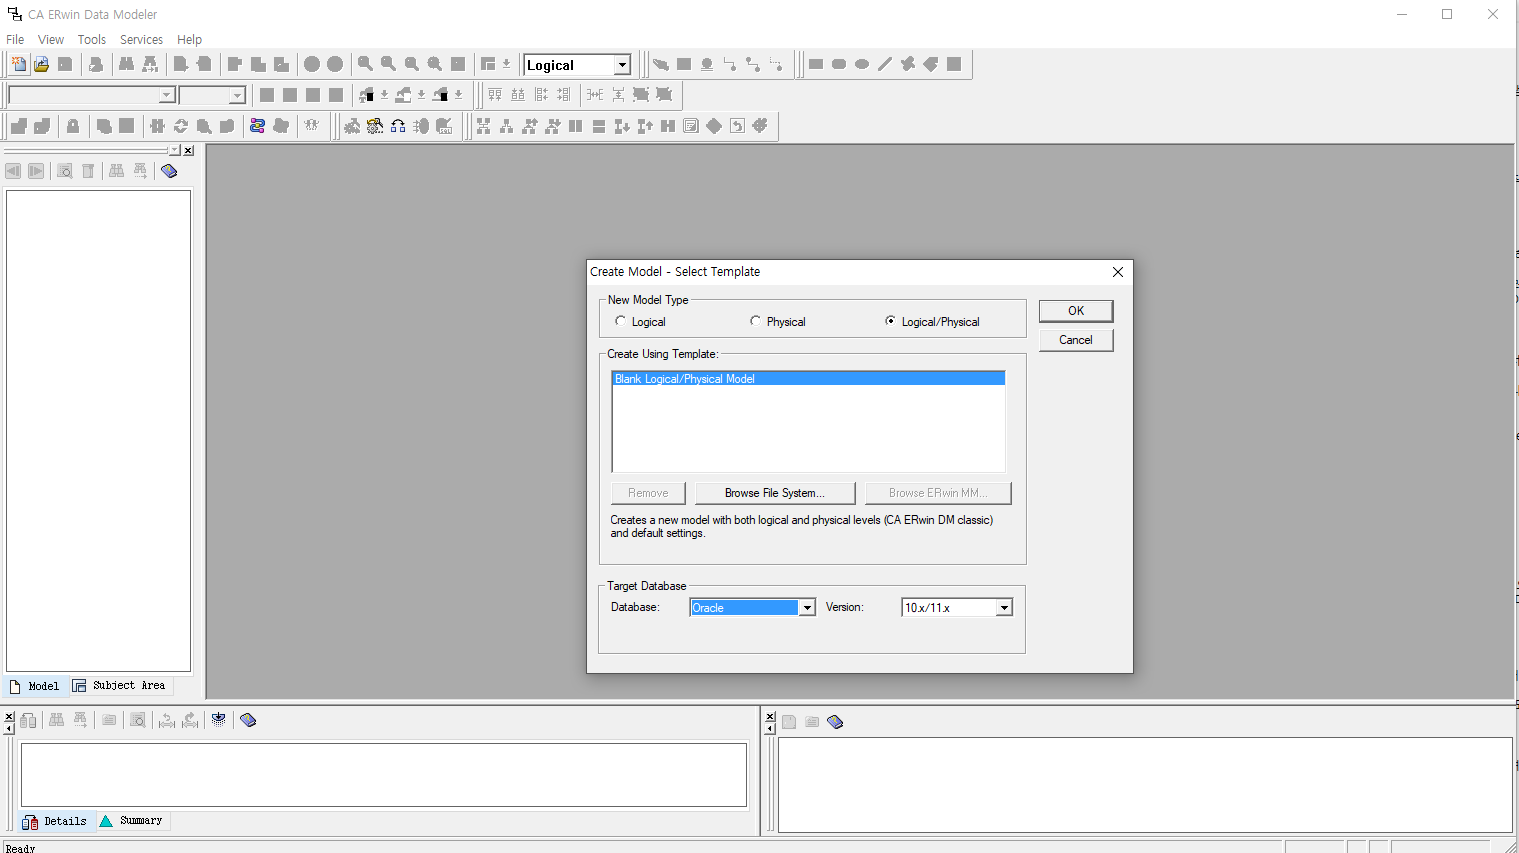 CA ERwin Data Modeler
File View Tools Services Help
Logical
Create Model - Select Template
New Model Type
Logical Physical Logical/Physical
OK
Cancel
Create Using Template:
Blank Logical/Physical Model
Remove Browse File System... Browse ERwin MM...
Creates a new model with both logical and physical levels (CA ERwin DM classic)
and default settings.
Target Database
Database: Oracle Version: 10.x/11.x
Model Subject Area
Details Summary
Ready